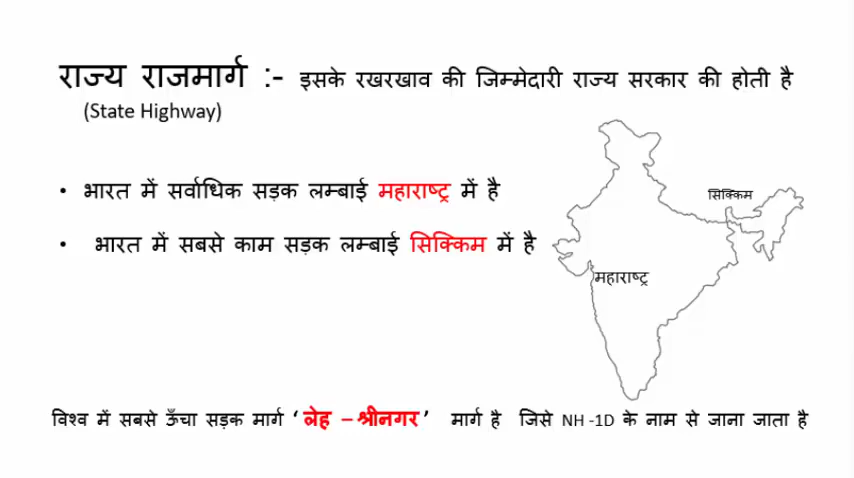 राज्य राजमार्ग :- इसके रखरखाव की जिम्मेदारी राज्य सरकार की होती है
(State Highway)
• भारत में सर्वाधिक सड़क लम्बाई महाराष्ट्र में है
• भारत में सबसे काम सड़क लम्बाई सिक्किम में है
सिक्किम
महाराष्ट्र
विश्व में सबसे ऊँचा सड़क मार्ग ‘ लेह – श्रीनगर ’ मार्ग है जिसे NH -1D के नाम से जाना जाता है